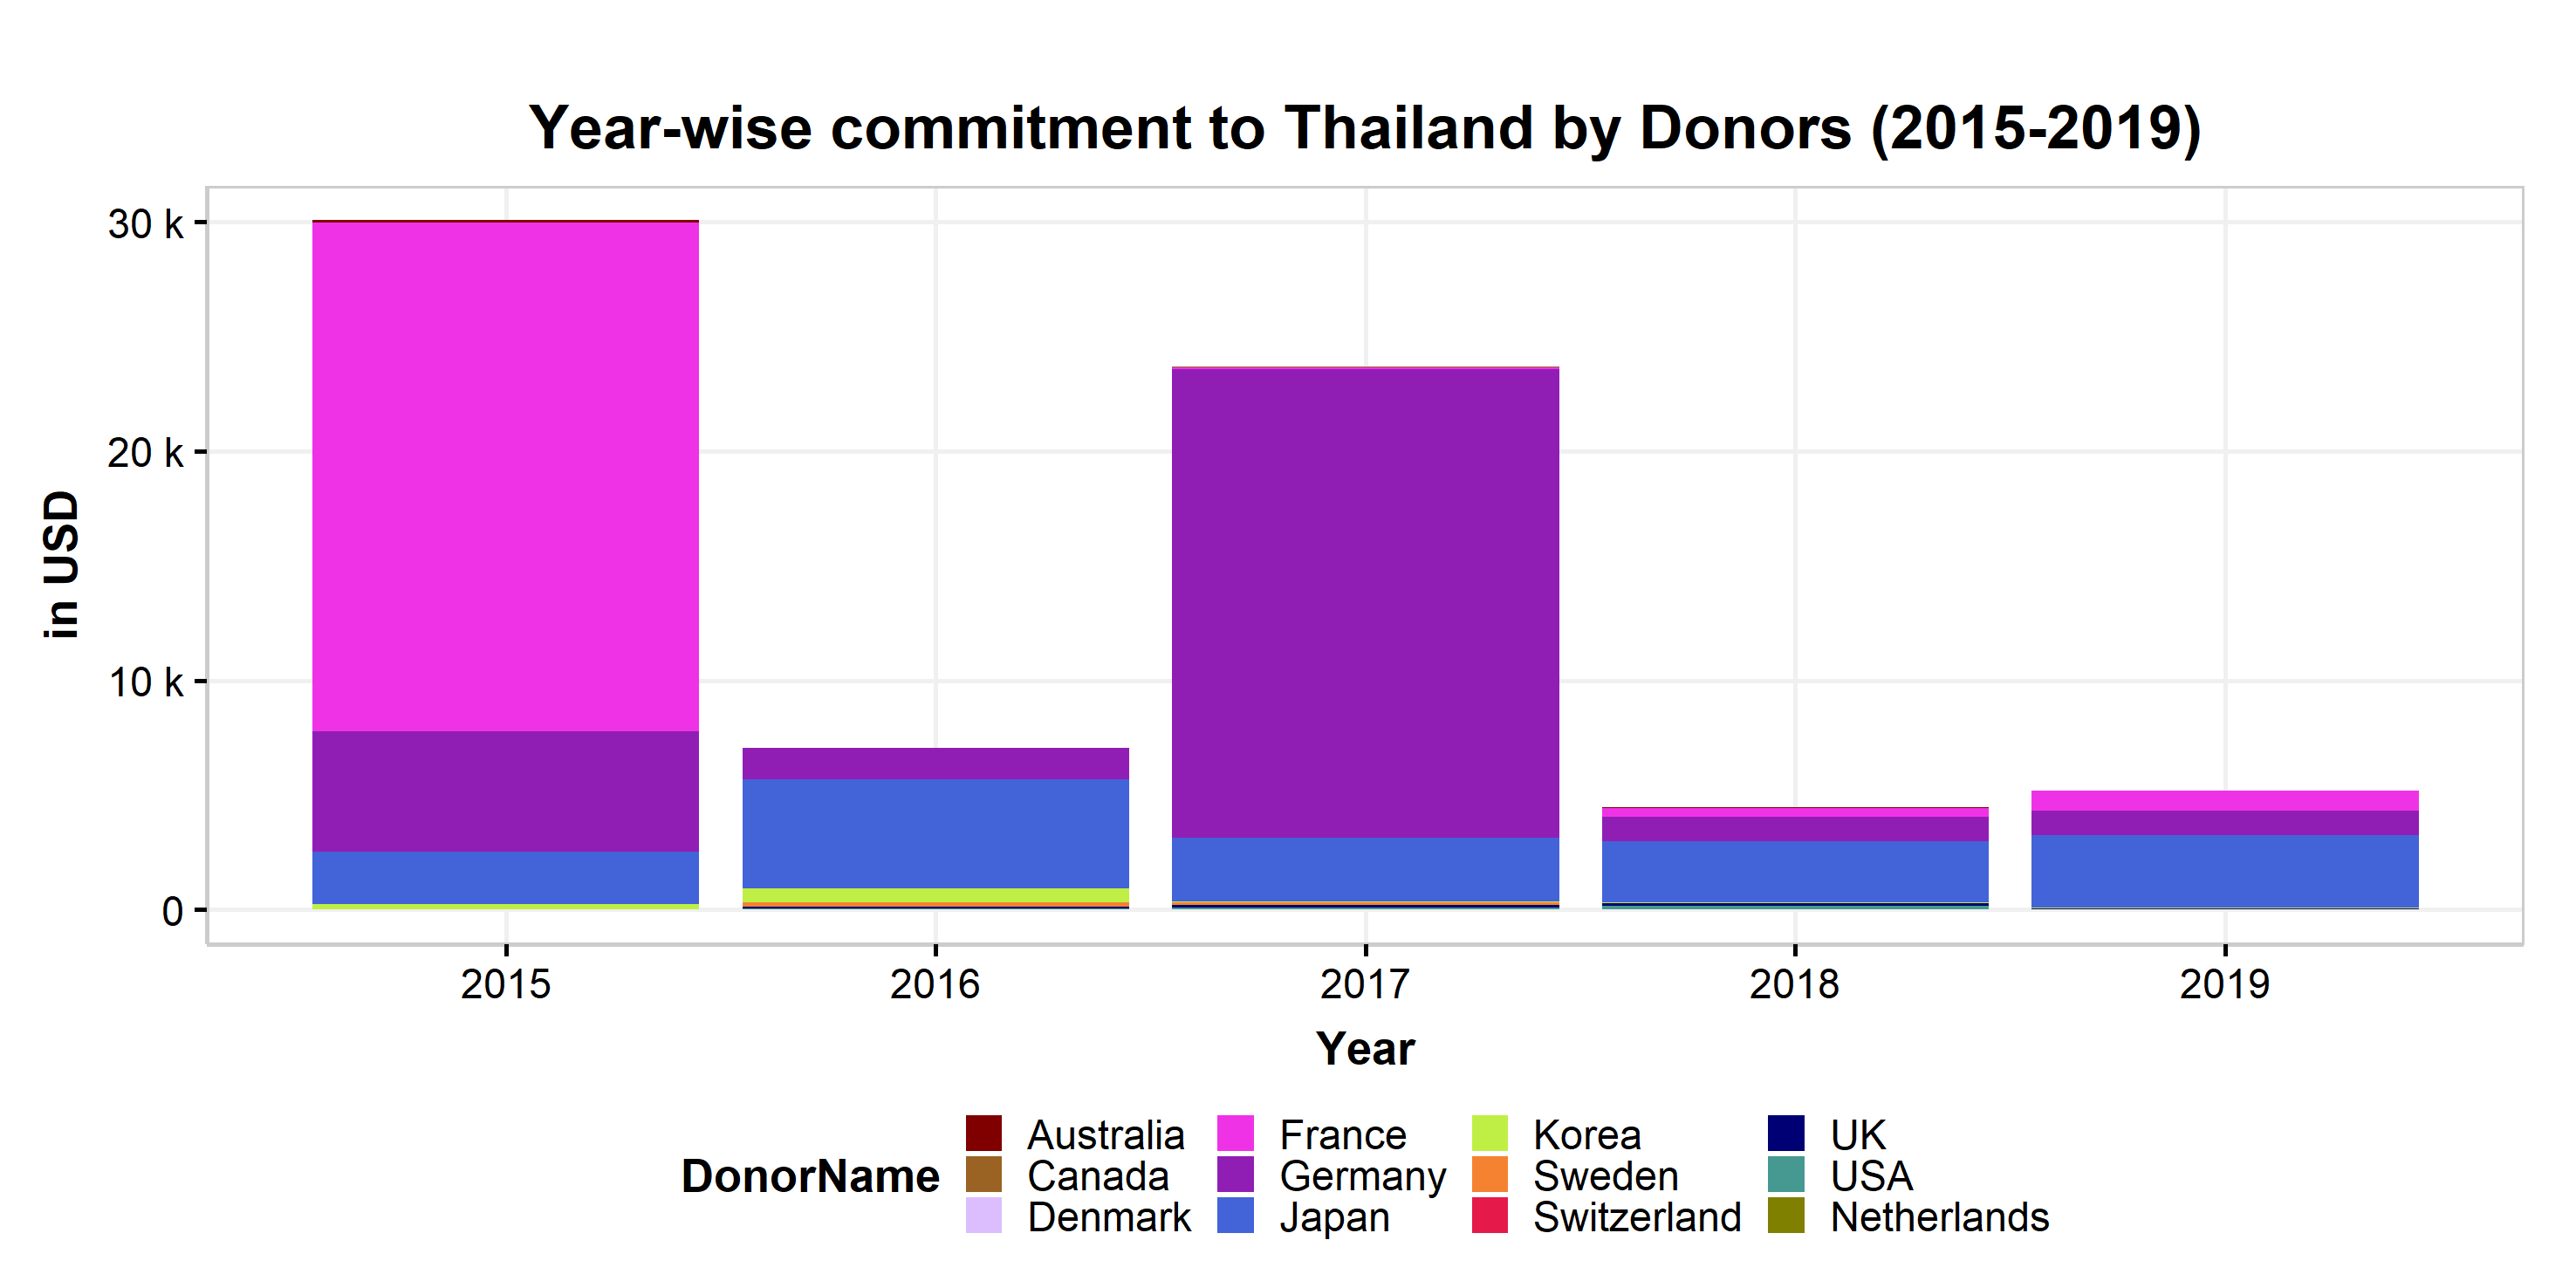 Year-wise commitment to Thailand by Donors (2015-2019)
30 k
20 k
10 k
0
in USD
2015 2016 2017 2018 2019
Year
DonorName
Australia France Korea UK
Canada Germany Sweden USA
Denmark Japan Switzerland Netherlands